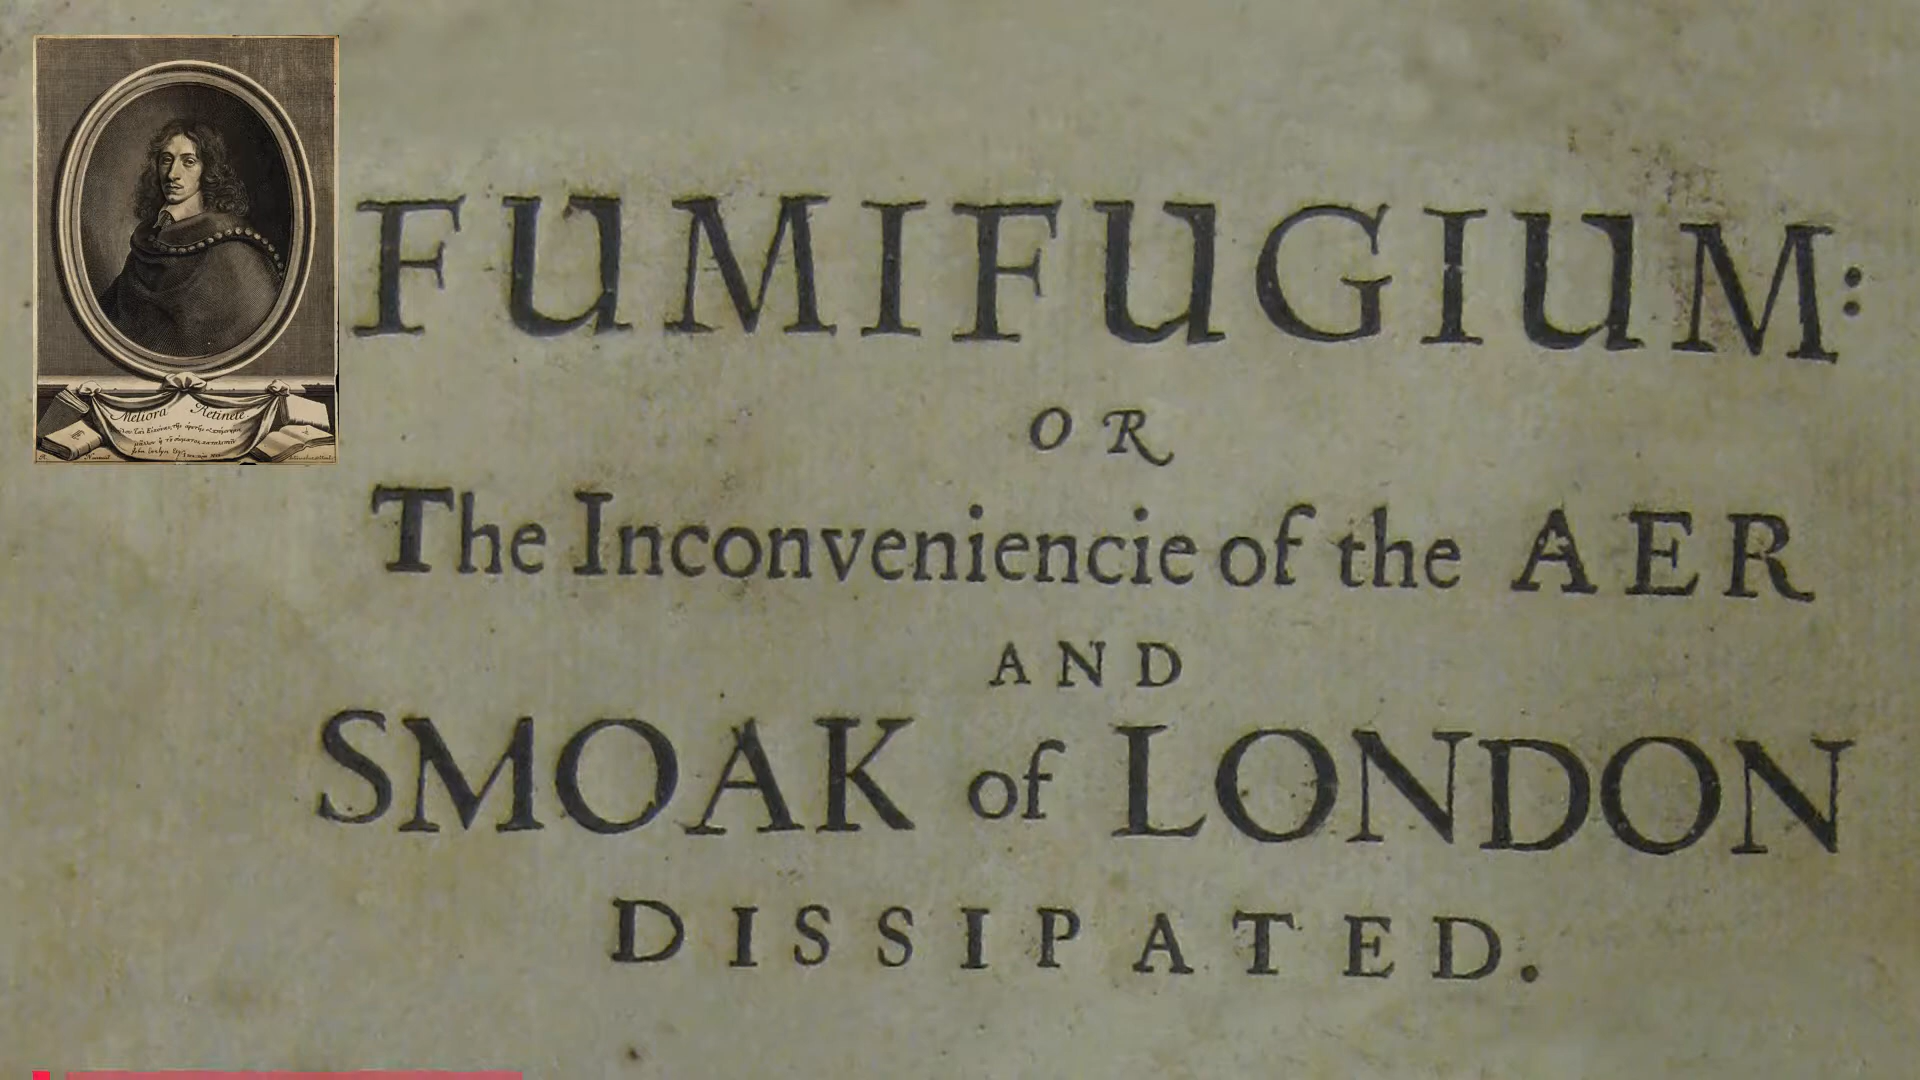 FUMIFUGIUM:
OR
The Inconveniencie of the AER
AND
SMOAK of LONDON
DISSIPATED.
Meliora Retinete